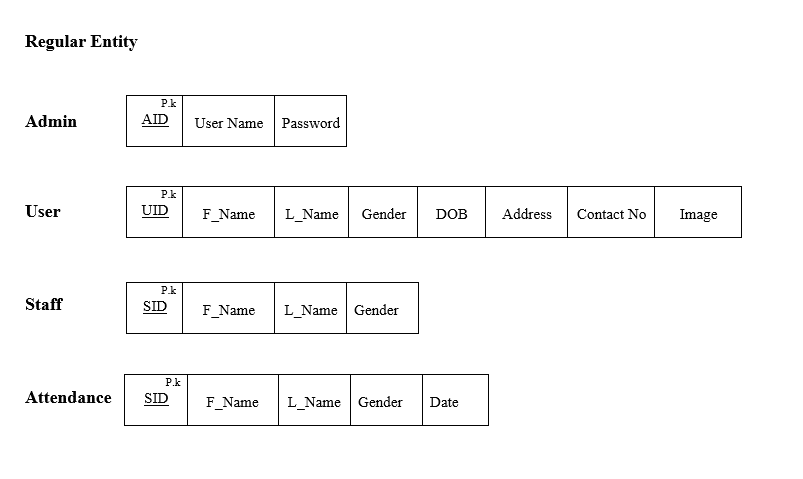 Regular Entity
P.k
Admin AID User Name Password
P.k
User UID F_Name L_Name Gender DOB Address Contact No Image
P.k
Staff SID F_Name L_Name Gender
P.k
Attendance SID F_Name L_Name Gender Date